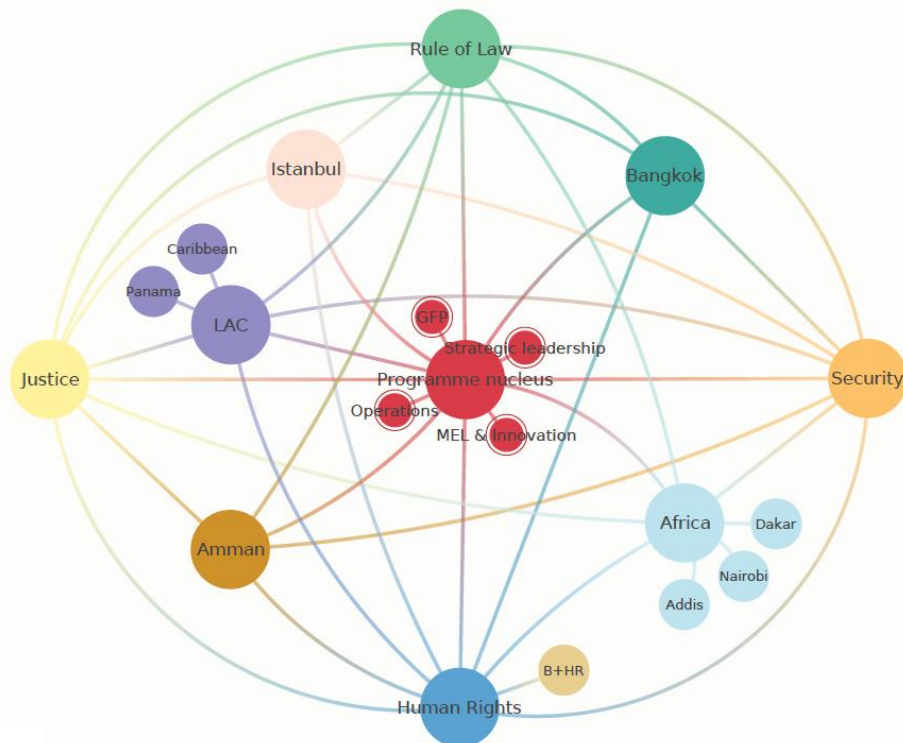 Rule of Law
Istanbul
Bangkok
Caribbean
Panama
LAC
GFP
Strategic leadership
Justice
Programme nucleus
Security
Operations
MEL & Innovation
Africa
Dakar
Amman
Nairobi
Addis
B+HR
Human Rights